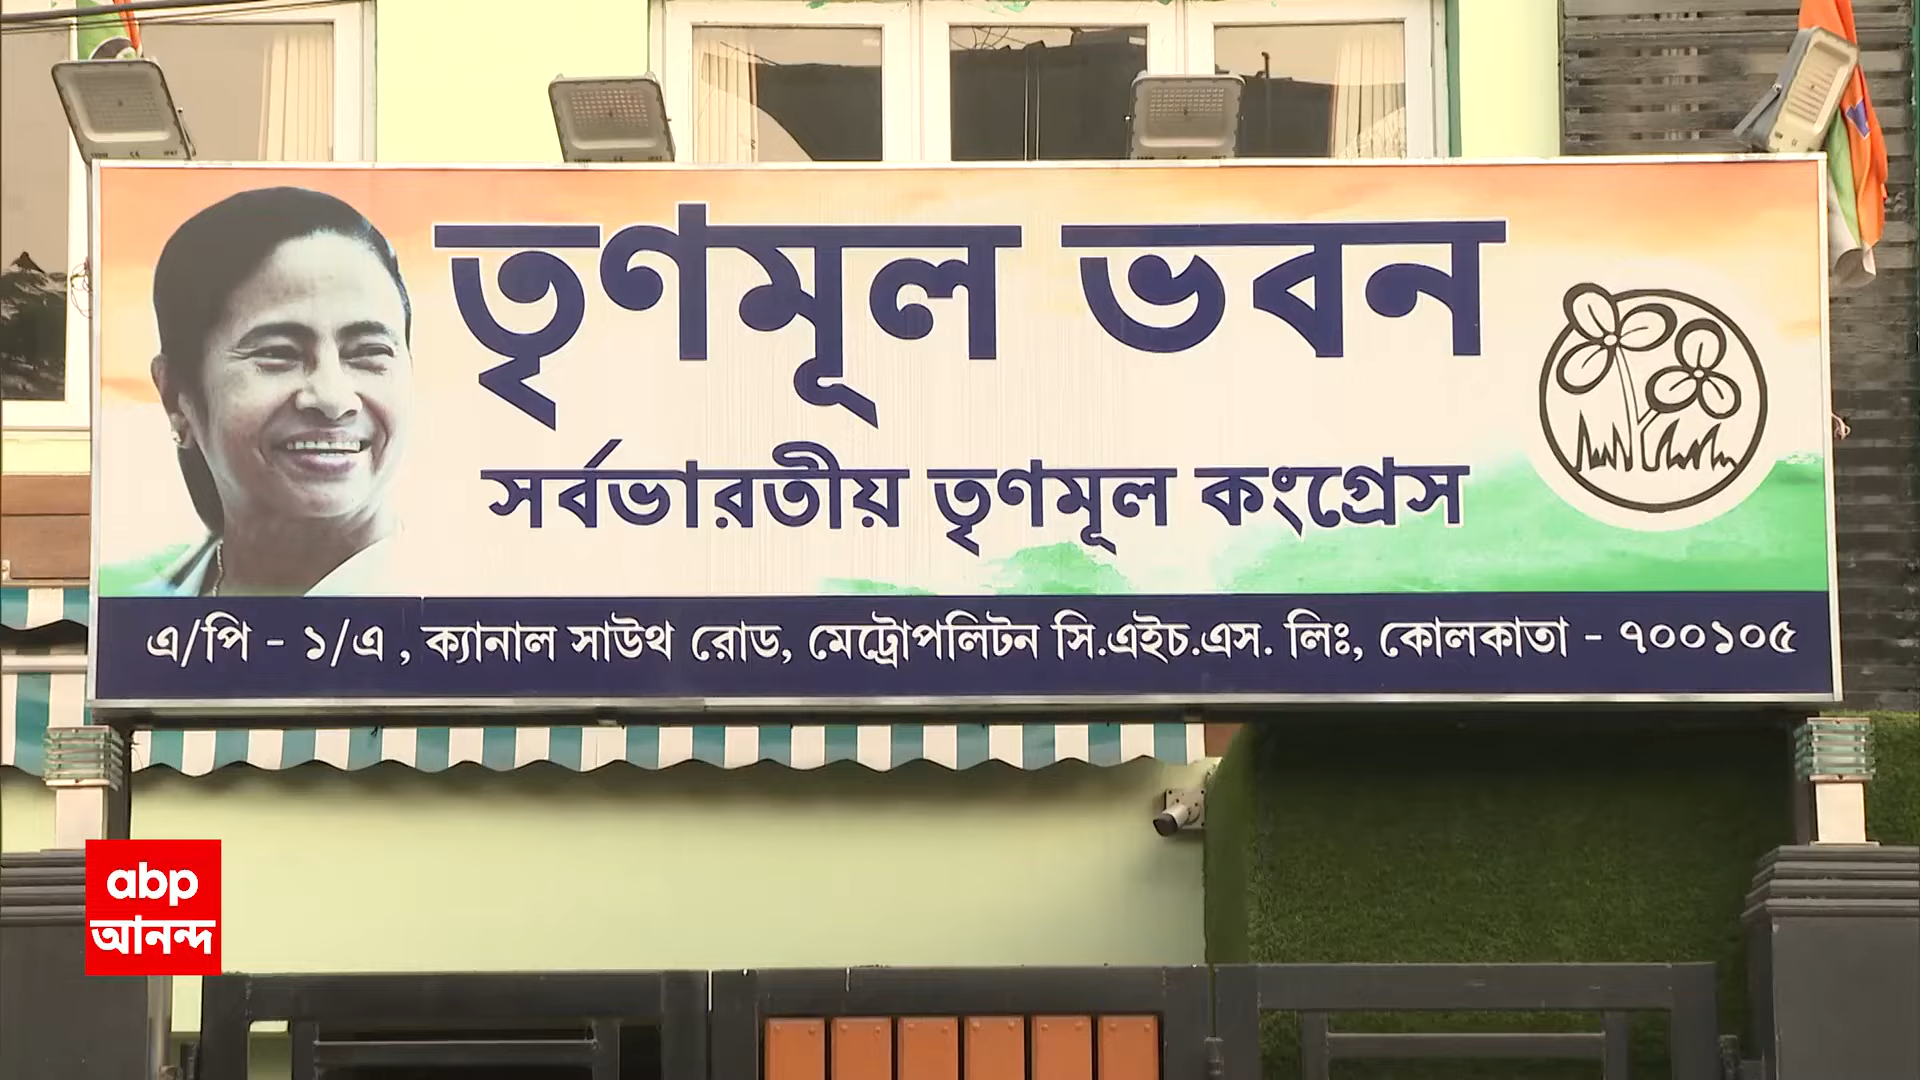 তৃণমূল ভবন
সর্বভারতীয় তৃণমূল কংগ্রেস
এ/পি - ১/এ , ক্যানাল সাউথ রোড, মেট্রোপলিটন সি.এইচ.এস. লিঃ, কোলকাতা - ৭০০১০৫
abp
আনন্দ